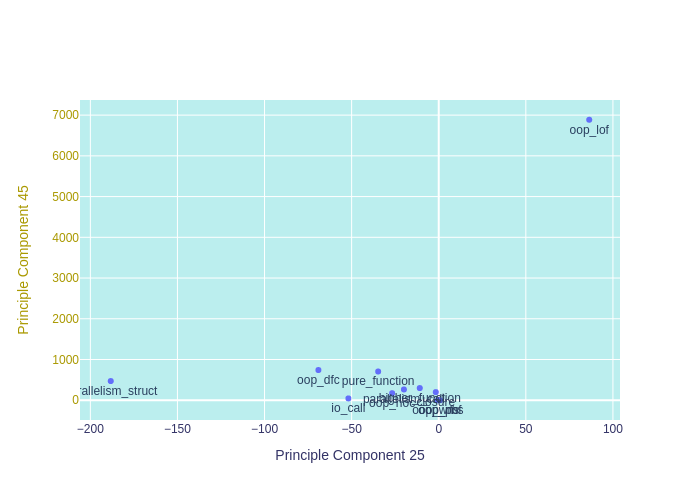 7000
6000
5000
4000
3000
2000
1000
0
Principle Component 45
oop_lof
rallelism_struct
oop_dfc
pure_function
io_call
−200
−150
−100
−50
0
50
100
Principle Component 25